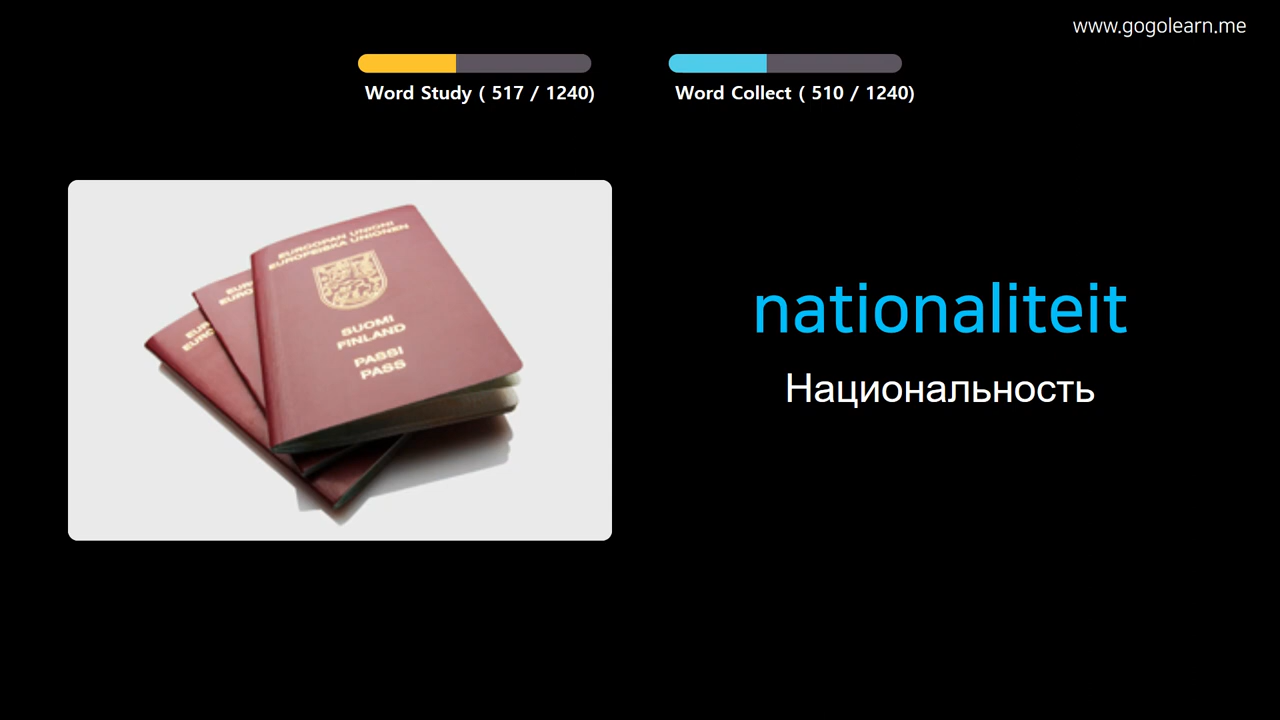 www.gogolearn.me
Word Study ( 517 / 1240)
Word Collect ( 510 / 1240)
EUROOPAN UNIONI
EUROPEISKA UNIONEN
SUOMI
FINLAND
PASSI
PASS
nationaliteit
Национальность